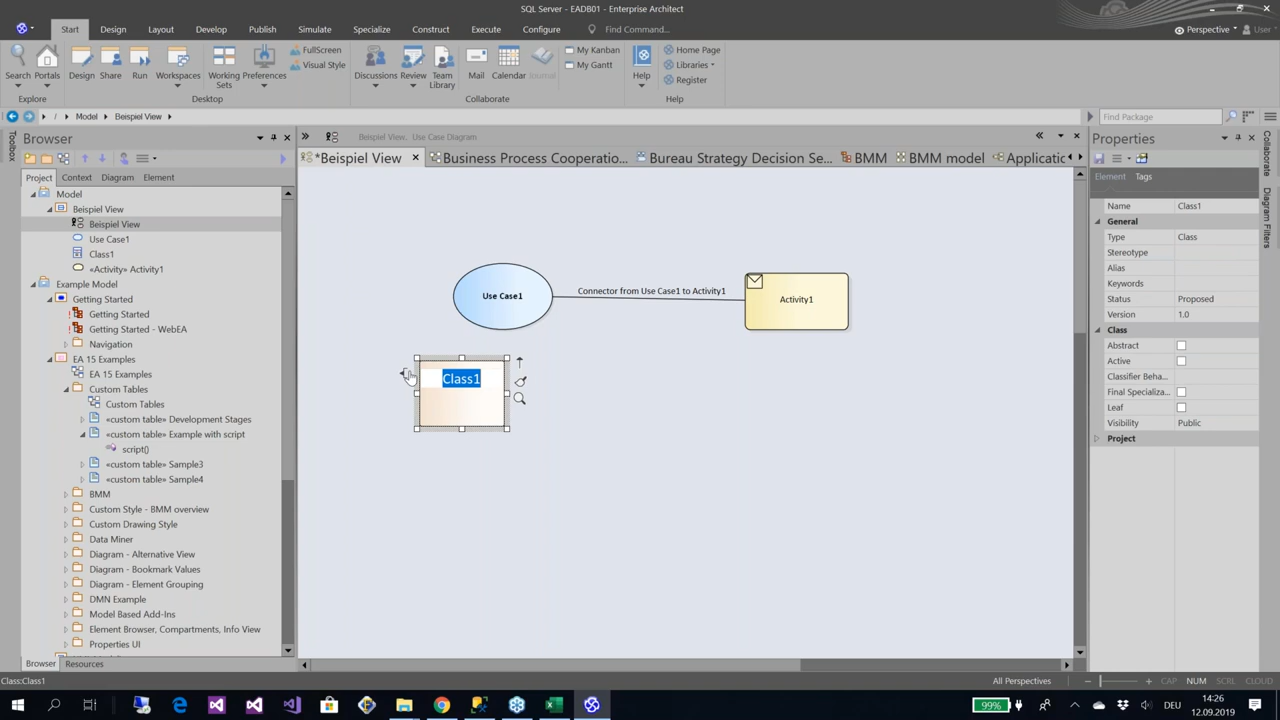 SQL Server - EADB01 - Enterprise Architect
Start
Design
Layout
Develop
Publish
Simulate
Specialize
Construct
Execute
Configure
Find Command...
Perspective
User
Search
Portals
Explore
Design
Share
Run
Workspaces
Working
Sets
Preferences
FullScreen
Visual Style
Desktop
Discussions
Review
Team
Library
Mail
Calendar
Journal
My Kanban
My Gantt
Collaborate
Help
Home Page
Libraries
Register
Help
/ Model Beispiel View
Find Package
Toolbox
Browser
Project
Context
Diagram
Element
Model
Beispiel View
Beispiel View
Use Case1
Class1
«Activity» Activity1
Example Model
Getting Started
Getting Started
Getting Started - WebEA
Navigation
EA 15 Examples
EA 15 Examples
Custom Tables
Custom Tables
«custom table» Development Stages
«custom table» Example with script
script()
«custom table» Sample3
«custom table» Sample4
BMM
Custom Style - BMM overview
Custom Drawing Style
Data Miner
Diagram - Alternative View
Diagram - Bookmark Values
Diagram - Element Grouping
DMN Example
Model Based Add-Ins
Element Browser, Compartments, Info View
Properties UI
Browser
Resources
Beispiel View. Use Case Diagram
*Beispiel View
Business Process Cooperatio...
Bureau Strategy Decision Se...
BMM
BMM model
Applicatio
Use Case1
Connector from Use Case1 to Activity1
Activity1
Class1
Properties
Element
Tags
Name Class1
General
Type Class
Stereotype
Alias
Keywords
Status Proposed
Version 1.0
Class
Abstract
Active
Classifier Beha...
Final Specializa...
Leaf
Visibility Public
Project
Collaborate
Diagram Filters
Class:Class1
All Perspectives
CAP
NUM
SCRL
CLOUD
99%
DEU
14:26
12.09.2019